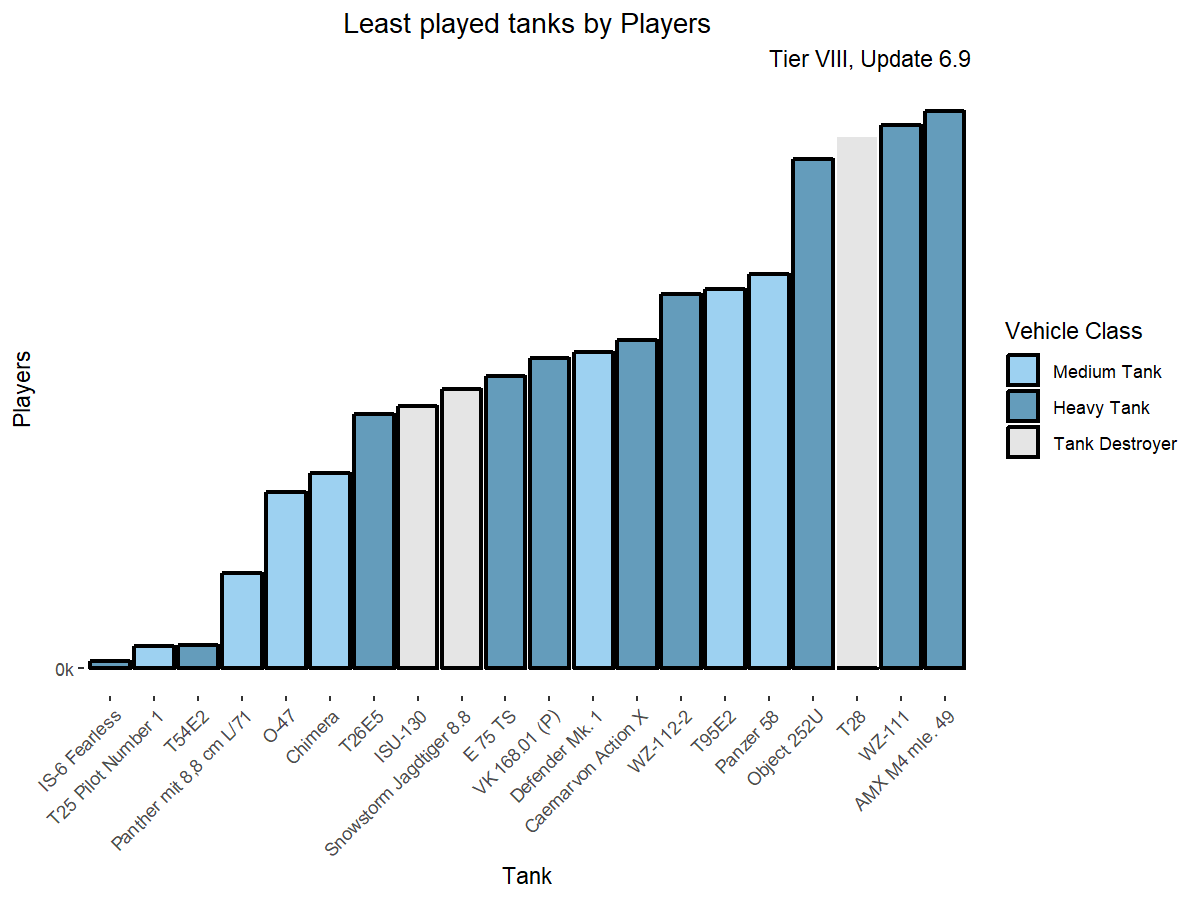 Least played tanks by Players
Tier VIII, Update 6.9
Players
0k
IS-6 Fearless
T25 Pilot Number 1
T54E2
Panther mit 8,8 cm L/71
O-47
Chimera
T26E5
ISU-130
Snowstorm Jagdtiger 8.8
E 75 TS
VK 168.01 (P)
Defender Mk. 1
Caernarvon Action X
WZ-112-2
T95E2
Panzer 58
Object 252U
T28
WZ-111
AMX M4 mle. 49
Tank
Vehicle Class
Medium Tank
Heavy Tank
Tank Destroyer